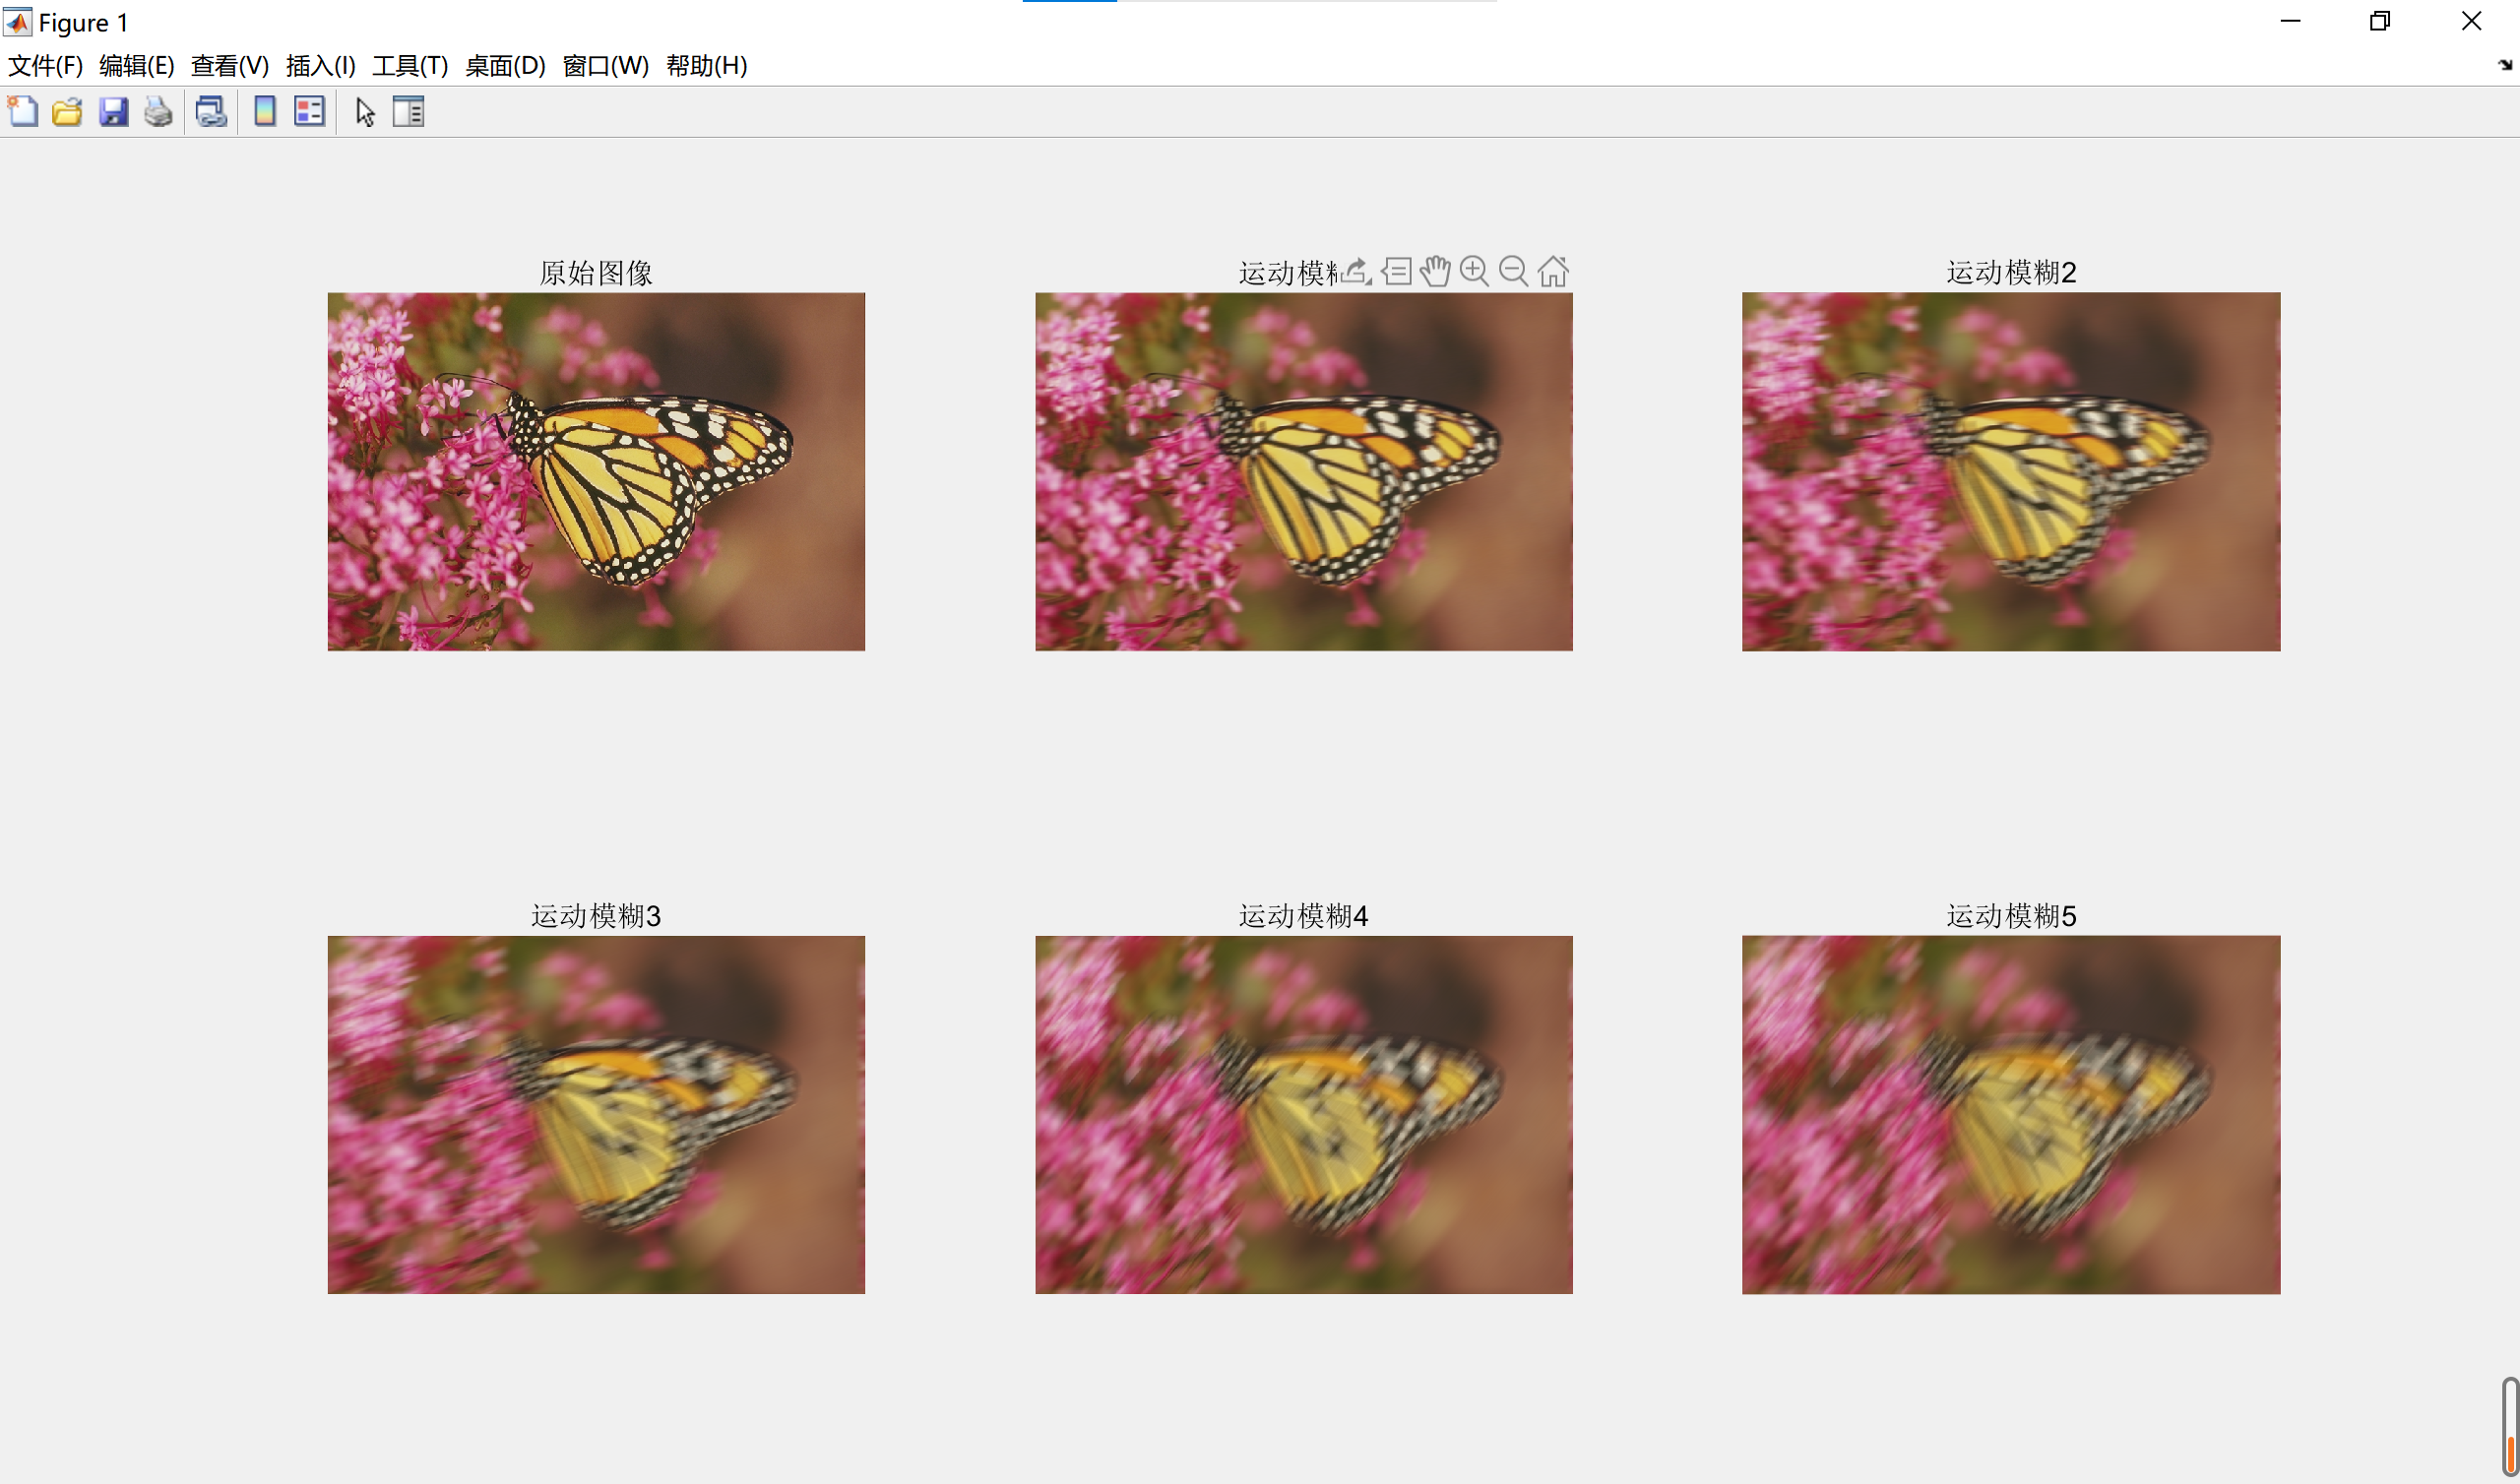 Figure 1
文件(F) 编辑(E) 查看(V) 插入(I) 工具(T) 桌面(D) 窗口(W) 帮助(H)
原始图像
运动模
运动模糊2
运动模糊3
运动模糊4
运动模糊5